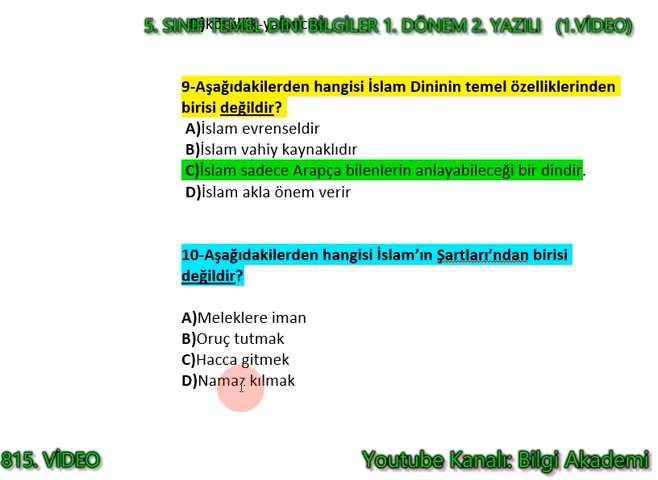 5. SINIF TEMEL DİNİ BİLGİLER 1. DÖNEM 2. YAZILI (1.VİDEO)
9-Aşağıdakilerden hangisi İslam Dininin temel özelliklerinden
birisi değildir?
A)İslam evrenseldir
B)İslam vahiy kaynaklıdır
C)İslam sadece Arapça bilenlerin anlayabileceği bir dindir.
D)İslam akla önem verir
10-Aşağıdakilerden hangisi İslam’ın Şartları’ndan birisi
değildir?
A)Meleklere iman
B)Oruç tutmak
C)Hacca gitmek
D)Namaz kılmak
815. VİDEO
Youtube Kanalı: Bilgi Akademi